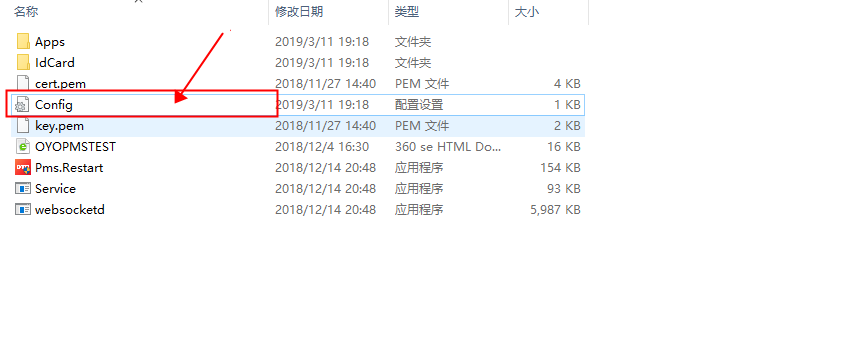 名称 修改日期 类型 大小
Apps 2019/3/11 19:18 文件夹
IdCard 2019/3/11 19:18 文件夹
cert.pem 2018/11/27 14:40 PEM 文件 4 KB
Config 2019/3/11 19:18 配置设置 1 KB
key.pem 2018/11/27 14:40 PEM 文件 2 KB
OYOPMSTEST 2018/12/4 16:30 360 se HTML Do... 16 KB
Pms.Restart 2018/12/14 20:48 应用程序 154 KB
Service 2018/12/14 20:48 应用程序 93 KB
websocketd 2018/12/14 20:48 应用程序 5,987 KB